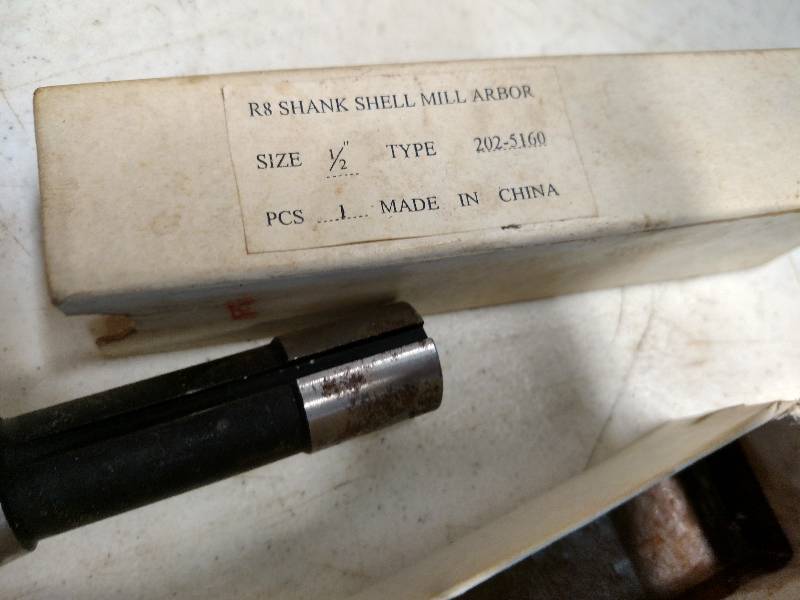 R8 SHANK SHELL MILL ARBOR
SIZE 1/2" TYPE 202-5160
PCS 1 MADE IN CHINA